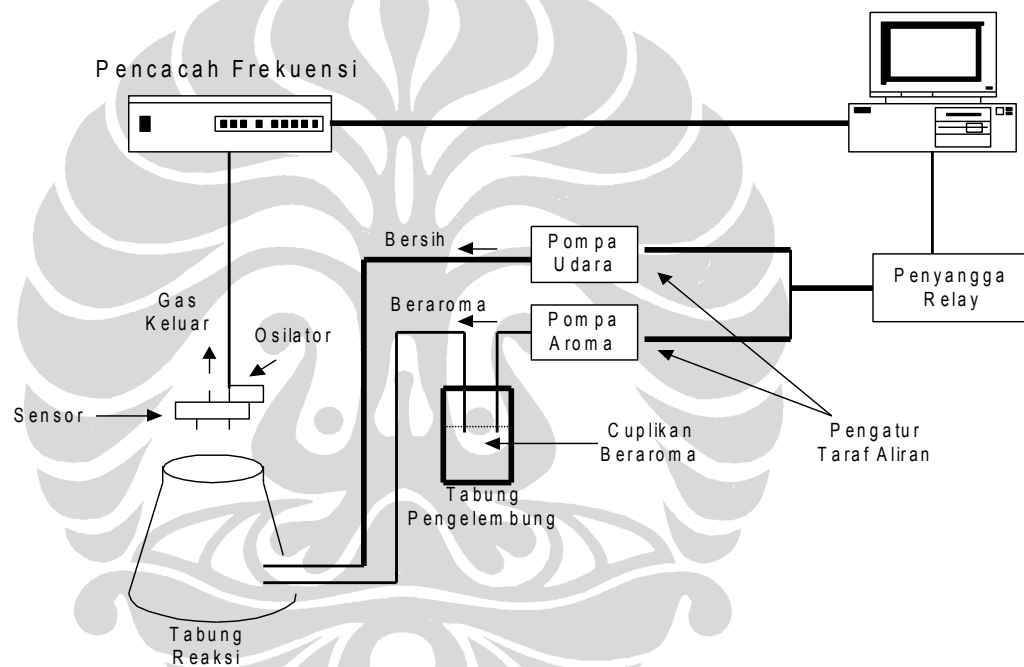 Pencacah Frekuensi
Bersih
Pompa
Udara
Penyangga
Relay
Gas
Keluar
Beraroma
Pompa
Aroma
Osilator
Sensor
Cuplikan
Beraroma
Pengatur
Taraf Aliran
Tabung
Pengelembung
Tabung
Reaksi